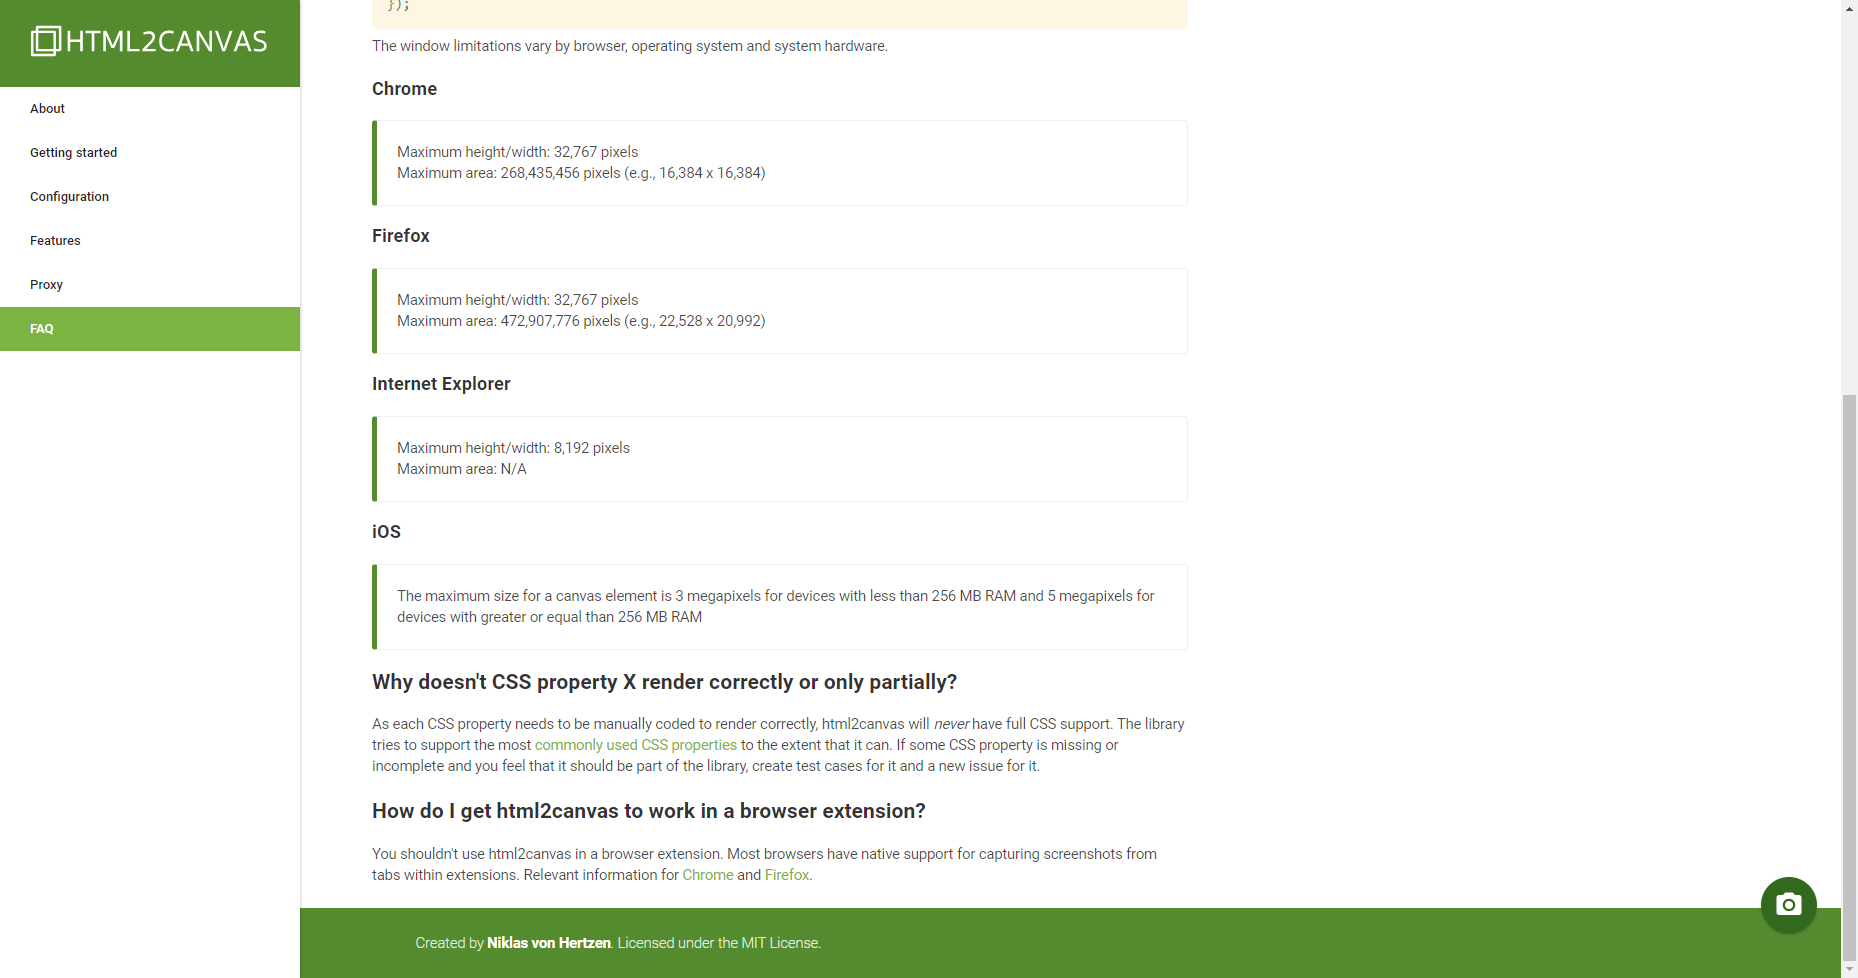 HTML2CANVAS
About
Getting started
Configuration
Features
Proxy
FAQ
});
The window limitations vary by browser, operating system and system hardware.
Chrome
Maximum height/width: 32,767 pixels
Maximum area: 268,435,456 pixels (e.g., 16,384 x 16,384)
Firefox
Maximum height/width: 32,767 pixels
Maximum area: 472,907,776 pixels (e.g., 22,528 x 20,992)
Internet Explorer
Maximum height/width: 8,192 pixels
Maximum area: N/A
iOS
The maximum size for a canvas element is 3 megapixels for devices with less than 256 MB RAM and 5 megapixels for
devices with greater or equal than 256 MB RAM
Why doesn't CSS property X render correctly or only partially?
As each CSS property needs to be manually coded to render correctly, html2canvas will never have full CSS support. The library
tries to support the most commonly used CSS properties to the extent that it can. If some CSS property is missing or
incomplete and you feel that it should be part of the library, create test cases for it and a new issue for it.
How do I get html2canvas to work in a browser extension?
You shouldn't use html2canvas in a browser extension. Most browsers have native support for capturing screenshots from
tabs within extensions. Relevant information for Chrome and Firefox.
Created by Niklas von Hertzen. Licensed under the MIT License.